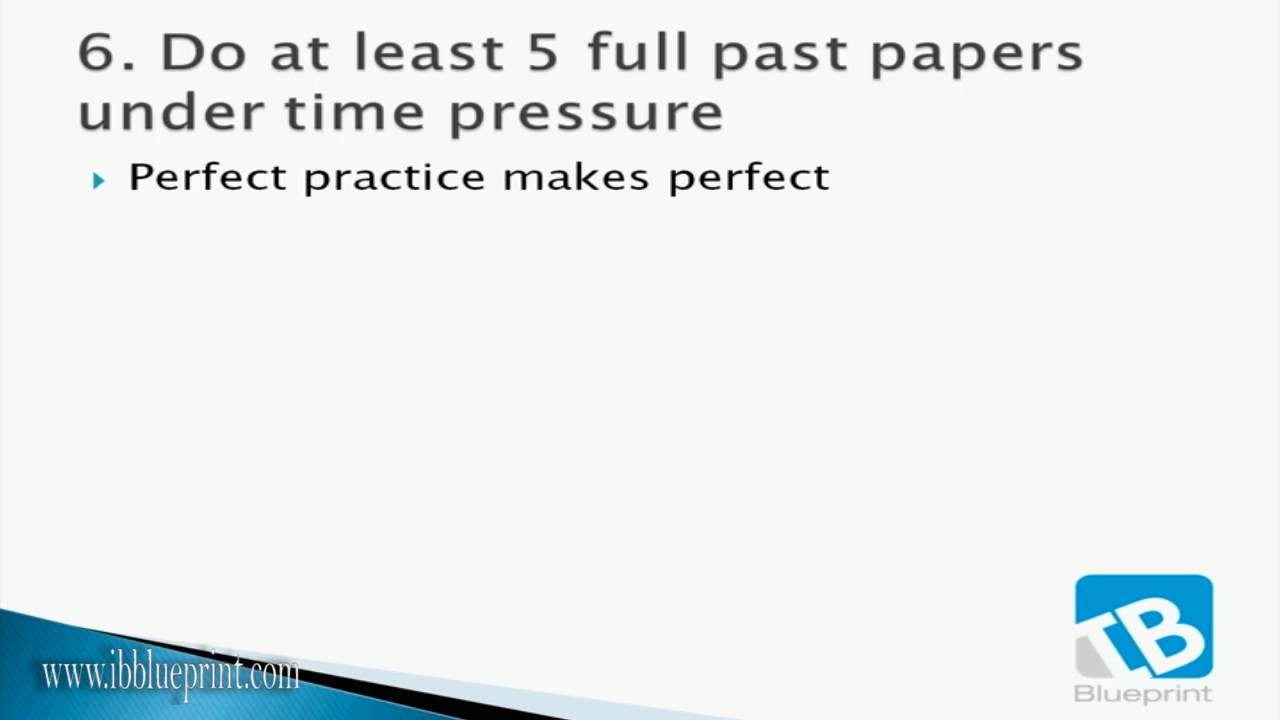 6. Do at least 5 full past papers
under time pressure
Perfect practice makes perfect
www.ibblueprint.com
IB
Blueprint